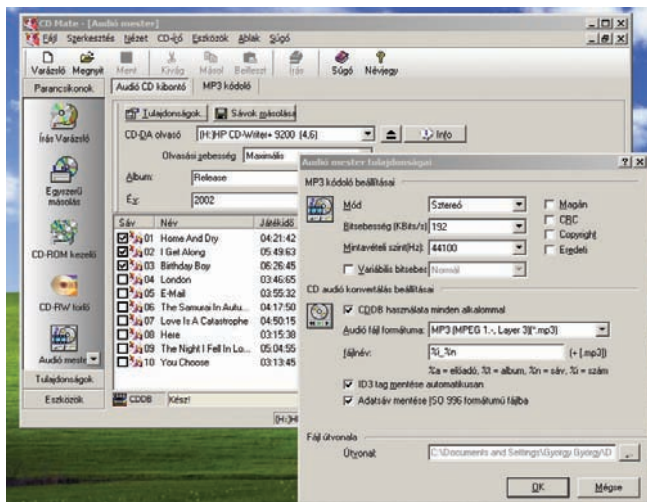 CD Mate - [Audió mester]
Fájl Szerkesztés Nézet CD-író Eszközök Ablak Súgó
Varázsló Megnyit Ment Kivág Másol Beilleszt Írás Súgó Névjegy
Parancsikonok
Audió CD kibontó MP3 kódoló
Tulajdonságok... Sávok másolása
CD-DA olvasó [H:]HP CD-Writer+ 9200 [4,6] Info
Olvasási sebesség Maximális
Album: Release
Év: 2002
Sáv Név Játékidő
01 Home And Dry 04:21:42
02 I Get Along 05:49:63
03 Birthday Boy 06:26:45
04 London 03:46:65
05 E-Mail 03:55:32
06 The Samurai In Autu... 04:17:50
07 Love Is A Catastrophe 04:50:15
08 Here 03:15:38
09 The Night I Fell In Lo... 05:04:55
10 You Choose 03:13:45
CDDB Kész!
Írás Varázsló
Egyszerű
másolás
CD-ROM kezelő
CD-RW törlő
Audió meste
Tulajdonságok
Eszközök
Audió mester tulajdonságai
MP3 kódoló beállításai
Mód Sztereó
Bitsebesség (KBits/s) 192
Mintavételi szint(Hz): 44100
Variábilis bitsebes Normál
Magán
CRC
Copyright
Eredeti
CD audió konvertálás beállításai
CDDB használata minden alkalommal
Audió fájl formátuma: MP3 (MPEG 1.-, Layer 3)(*.mp3)
fájlnév: %i_%n (+ [.mp3])
%a = előadó, %t = album, %n = sáv, %i = szám
ID3 tag mentése automatikusan
Adatsáv mentése ISO 996 formátumú fájlba
Fájl útvonala
Útvonal: C:\Documents and Settings\Gyorgy Gyorgy\D ...
OK Mégse